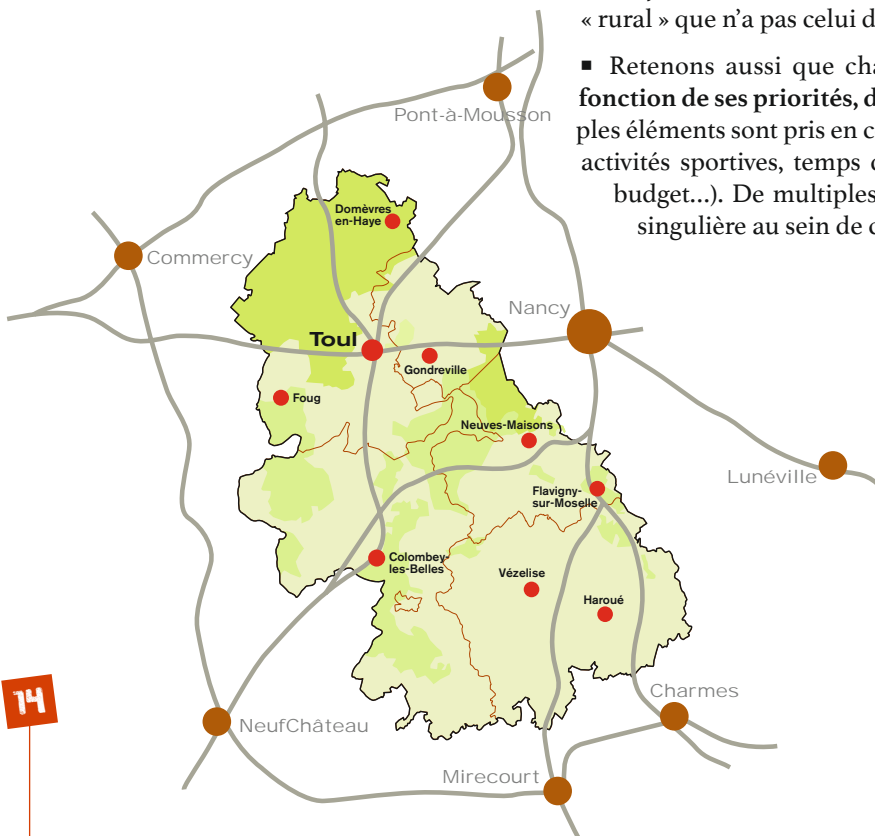 « rural » que n'a pas celui d
■ Retenons aussi que cha
fonction de ses priorités, d
ples éléments sont pris en c
activités sportives, temps d
budget...). De multiples
singulière au sein de c
Pont-à-Mousson
Domèvres
en-Haye
Commercy
Nancy
Toul
Gondreville
Foug
Neuves-Maisons
Lunéville
Flavigny-
sur-Moselle
Colombey
les-Belles
Vézelise
Haroué
14
Charmes
NeufChâteau
Mirecourt